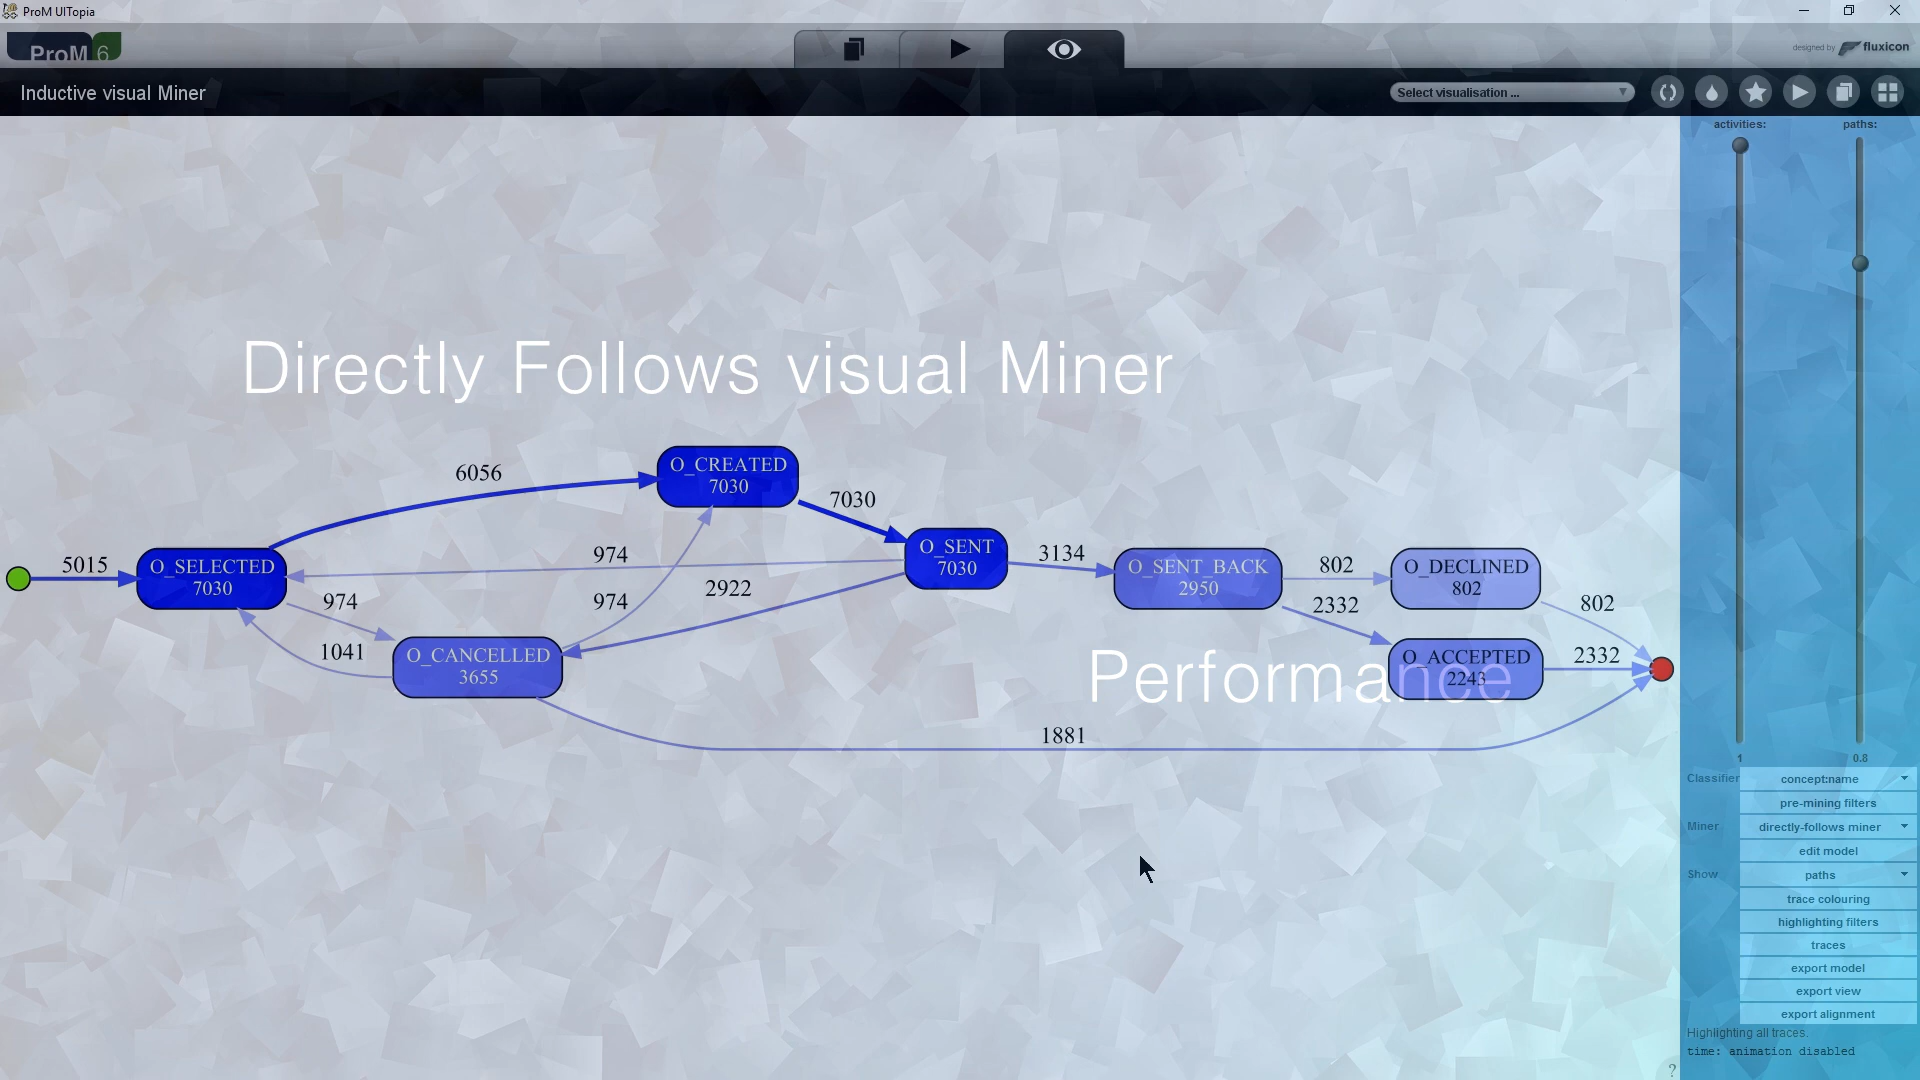 ProM UITopia
ProM 6
designed by fluxicon
Inductive visual Miner
Select visualisation ...
activities: paths:
Directly Follows visual Miner
6056
O_CREATED
7030
7030
5015
O_SELECTED
7030
974
O_SENT
7030
3134
O_SENT_BACK
2950
802
O_DECLINED
802
974
974
2922
2332
802
1041
O_CANCELLED
3655
O_ACCEPTED
2243
2332
Performance
1881
1 0.8
Classifier concept:name
pre-mining filters
Miner directly-follows miner
edit model
Show paths
trace colouring
highlighting filters
traces
export model
export view
export alignment
Highlighting all traces.
time: animation disabled
?